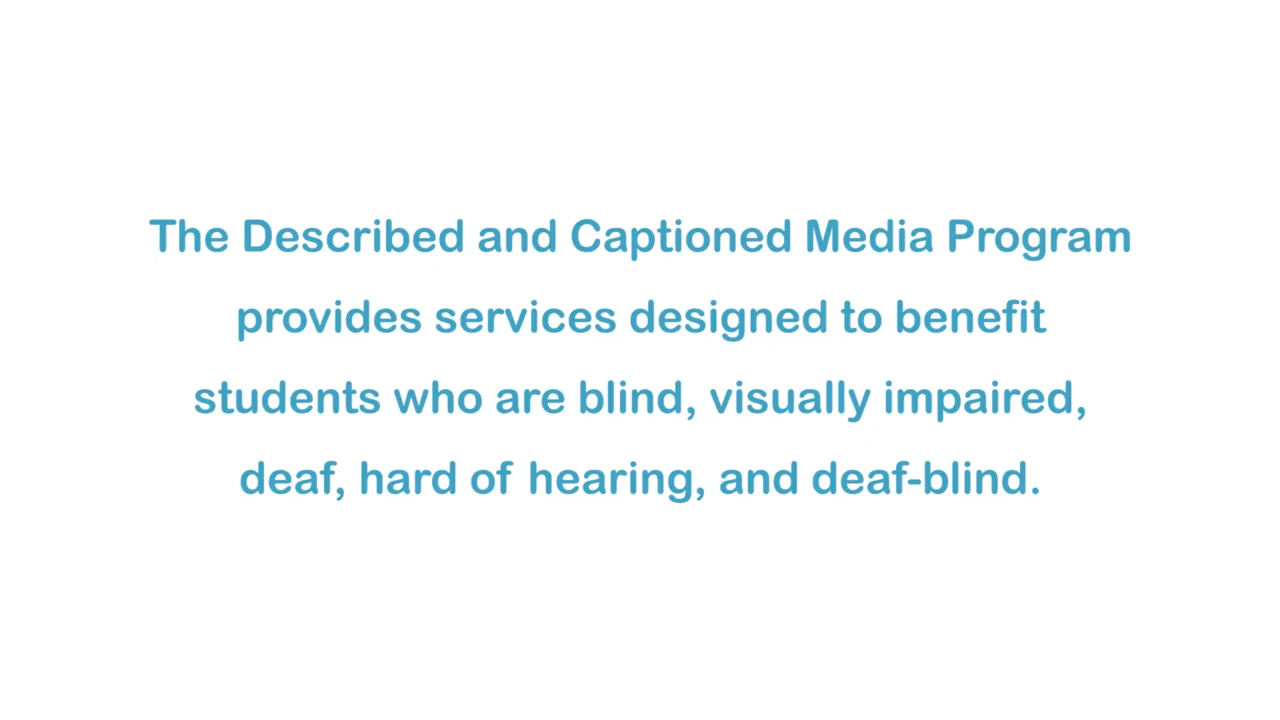 The Described and Captioned Media Program
provides services designed to benefit
students who are blind, visually impaired,
deaf, hard of hearing, and deaf-blind.